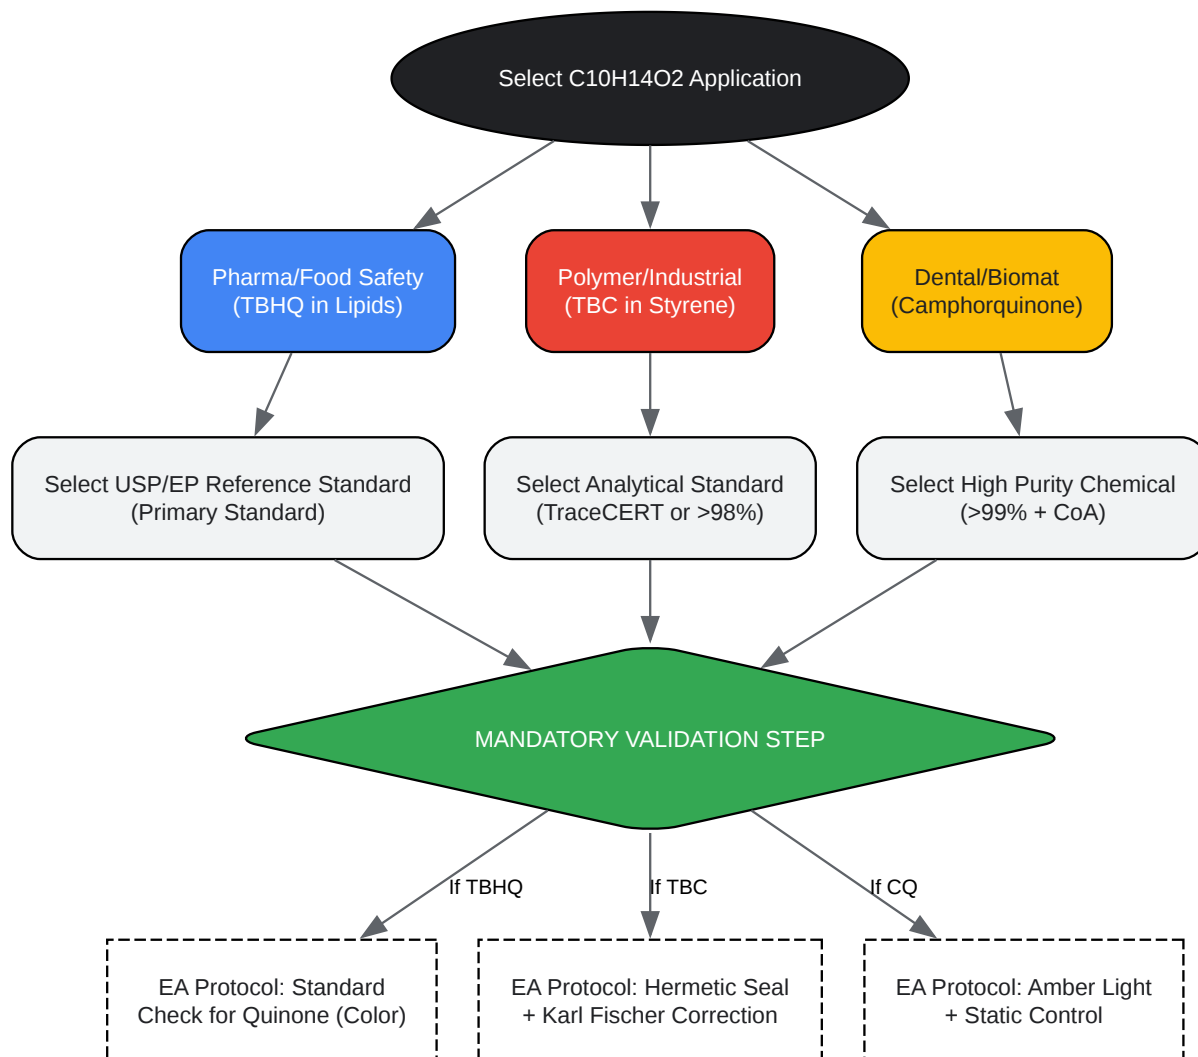 Select C10H14O2 Application
Pharma/Food Safety
(TBHQ in Lipids)
Polymer/Industrial
(TBC in Styrene)
Dental/Biomat
(Camphorquinone)
Select USP/EP Reference Standard
(Primary Standard)
Select Analytical Standard
(TraceCERT or >98%)
Select High Purity Chemical
(>99% + CoA)
MANDATORY VALIDATION STEP
If TBHQ
If TBC
If CQ
EA Protocol: Standard
Check for Quinone (Color)
EA Protocol: Hermetic Seal
+ Karl Fischer Correction
EA Protocol: Amber Light
+ Static Control